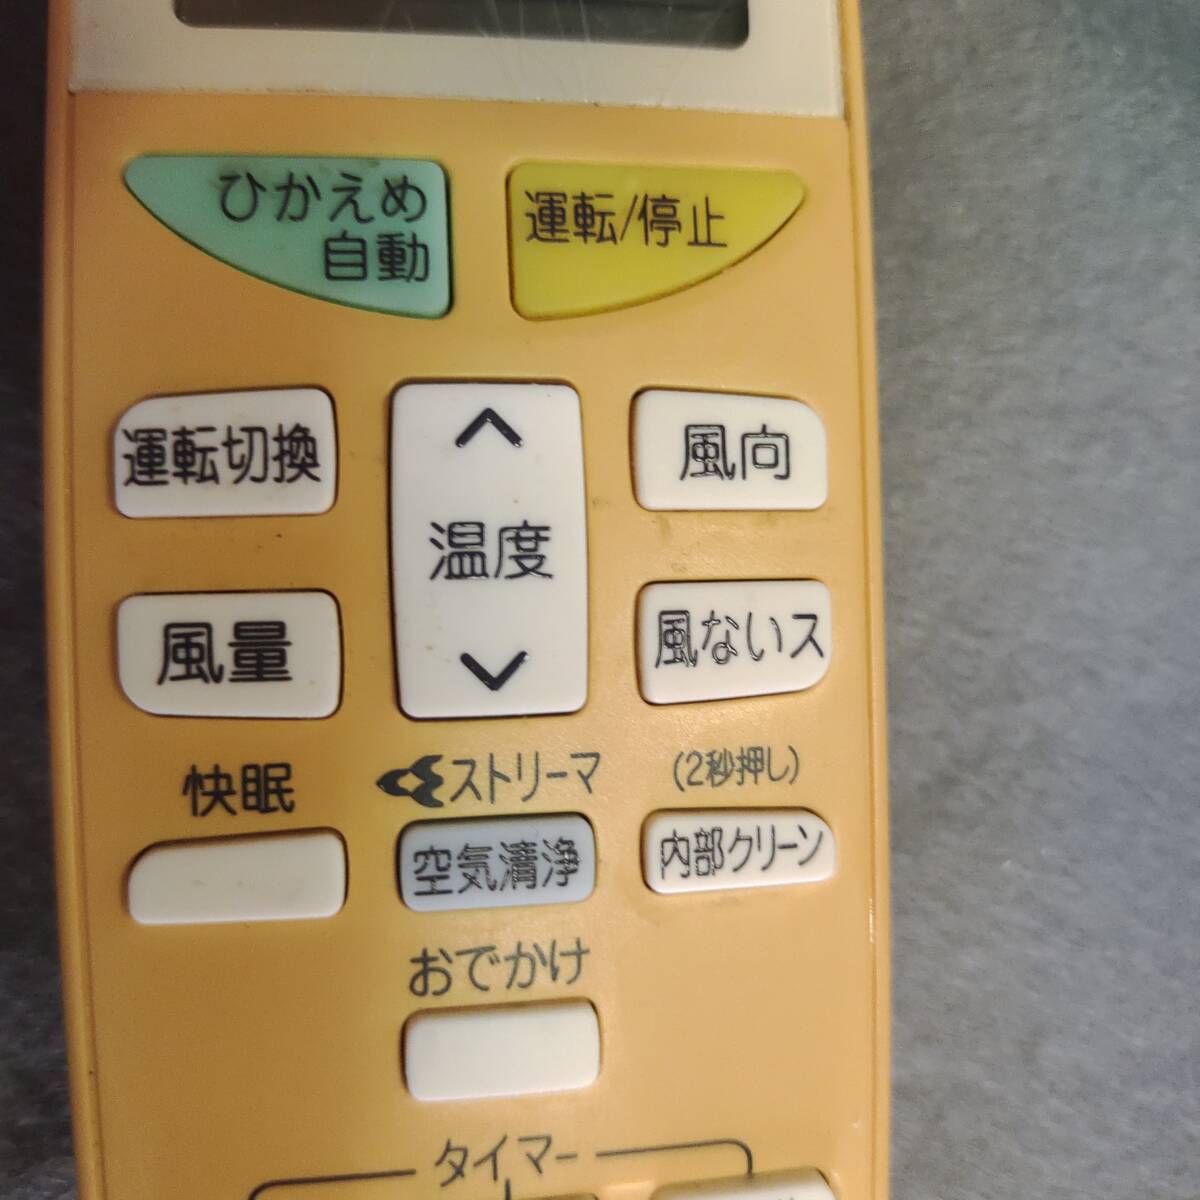 ひかえめ
自動
運転/停止
運転切換
温度
風向
風量
風ないス
快眠
ストリーマ
空気清浄
(2秒押し)
内部クリーン
おでかけ
タイマー